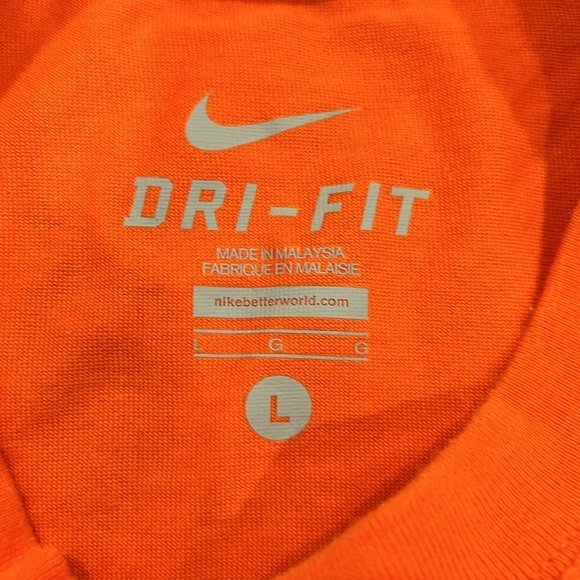 DRI-FIT
MADE IN MALAYSIA
FABRIQUE EN MALAISIE
nikebetterworld.com
L G G
L